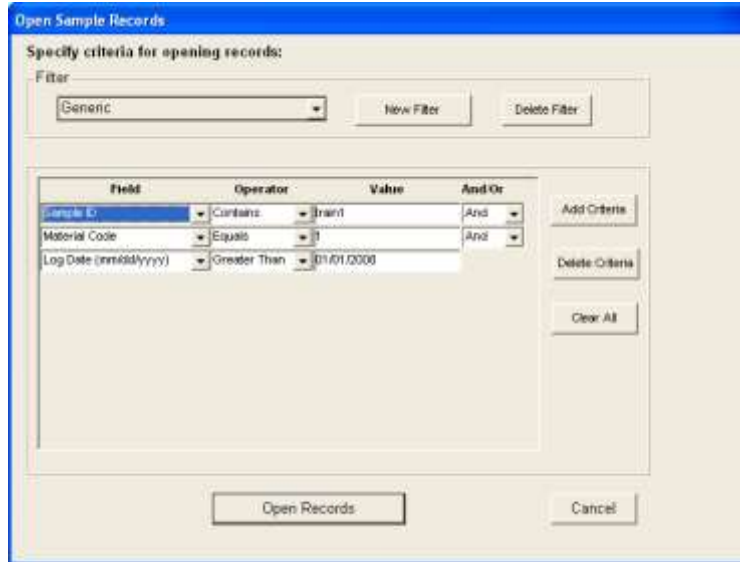 Open Sample Records
Specify criteria for opening records:
Filter
Generic
New Filter
Delete Filter
Field Operator Value And/Or
Sample ID Contains train1 And
Material Code Equals 1 And
Log Date (mm/dd/yyyy) Greater Than 01/01/2008
Add Criteria
Delete Criteria
Clear All
Open Records
Cancel